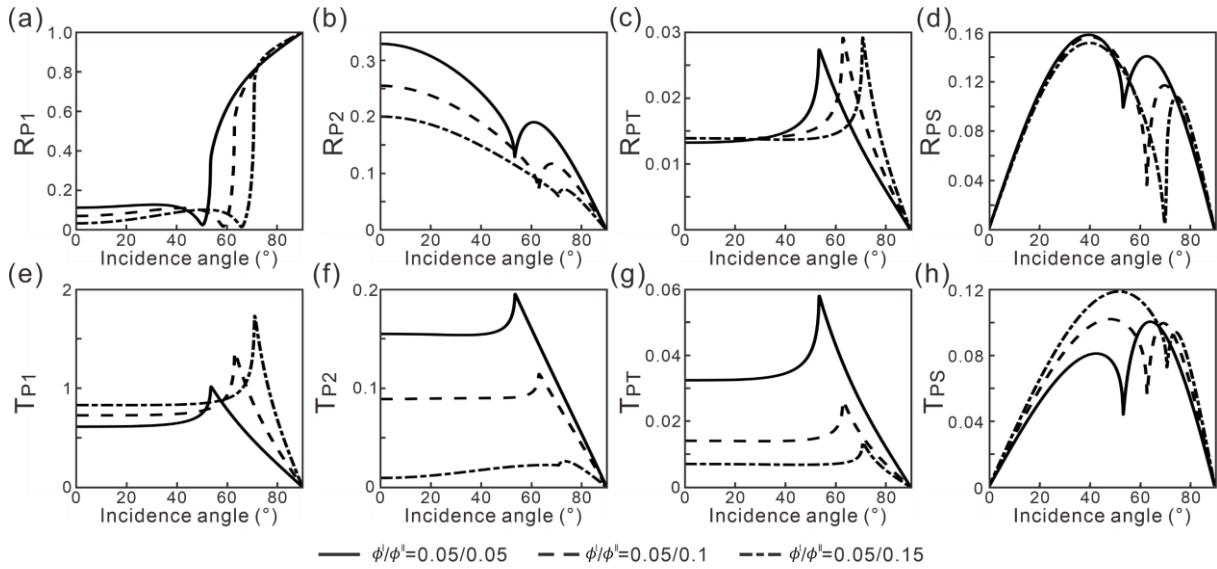 (a) (b) (c) (d)
1.0 0.8 0.6 0.4 0.2 0
RP1
0 20 40 60 80
Incidence angle (°)
0.3 0.2 0.1 0
RP2
0 20 40 60 80
Incidence angle (°)
0.03 0.02 0.01 0
RPT
0 20 40 60 80
Incidence angle (°)
0.16 0.12 0.08 0.04 0
RPS
0 20 40 60 80
Incidence angle (°)
(e) (f) (g) (h)
2 1 0
TP1
0 20 40 60 80
Incidence angle (°)
0.2 0.1 0
TP2
0 20 40 60 80
Incidence angle (°)
0.06 0.04 0.02 0
TPT
0 20 40 60 80
Incidence angle (°)
0.12 0.08 0.04 0
TPS
0 20 40 60 80
Incidence angle (°)
ϕᴵ/ϕᴵᴵ=0.05/0.05 ϕᴵ/ϕᴵᴵ=0.05/0.1 ϕᴵ/ϕᴵᴵ=0.05/0.15